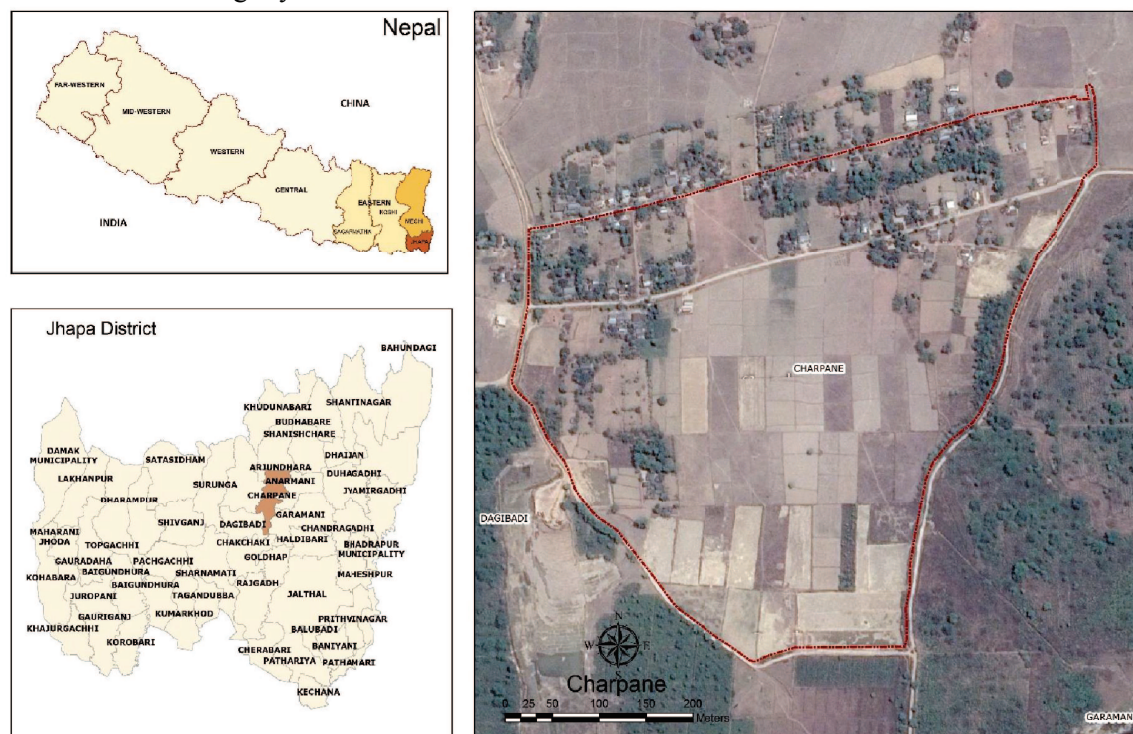 Nepal
FAR-WESTERN
MID-WESTERN
CHINA
WESTERN
CENTRAL
EASTERN
KOSHI
SAGARMATHA
MECHI
JHAPA
INDIA
Jhapa District
BAHUNDAGI
SHANTINAGAR
KHUDUNABARI
BUDHABARE
SHANISHCHARE
DAMAK
MUNICIPALITY
SATASIDHAM
DHAIJAN
ARJUNDHARA
LAKHANPUR
SURUNGA
ANARMANI
DUHAGADHI
DHARAMPUR
CHARPANE
JYAMIRGADHI
SHIVGANJ
DAGIBADI
GARAMANI
CHANDRAGADHI
MAHARANI
JHODA
TOPGACHHI
CHAKCHAKI
HALDIBARI
BHADRAPUR
MUNICIPALITY
GAURADAHA
PACHGACHHI
GOLDHAP
KOHABARA
BAIGUNDHURA
SHARNAMATI
MAHESHPUR
BAIGUNDHURA
RAJGADH
JUROPANI
TAGANDUBBA
JALTHAL
GAURIGANJ
KUMARKHOD
PRITHVINAGAR
KHAJURGACHHI
BALUBADI
KOROBARI
CHERABARI
BANIYANI
PATHARIYA
PATHAMARI
KECHANA
CHARPANE
DAGIBADI
N
W E
S
Charpane
0 25 50 100 150 200
Meters
GARAMAN